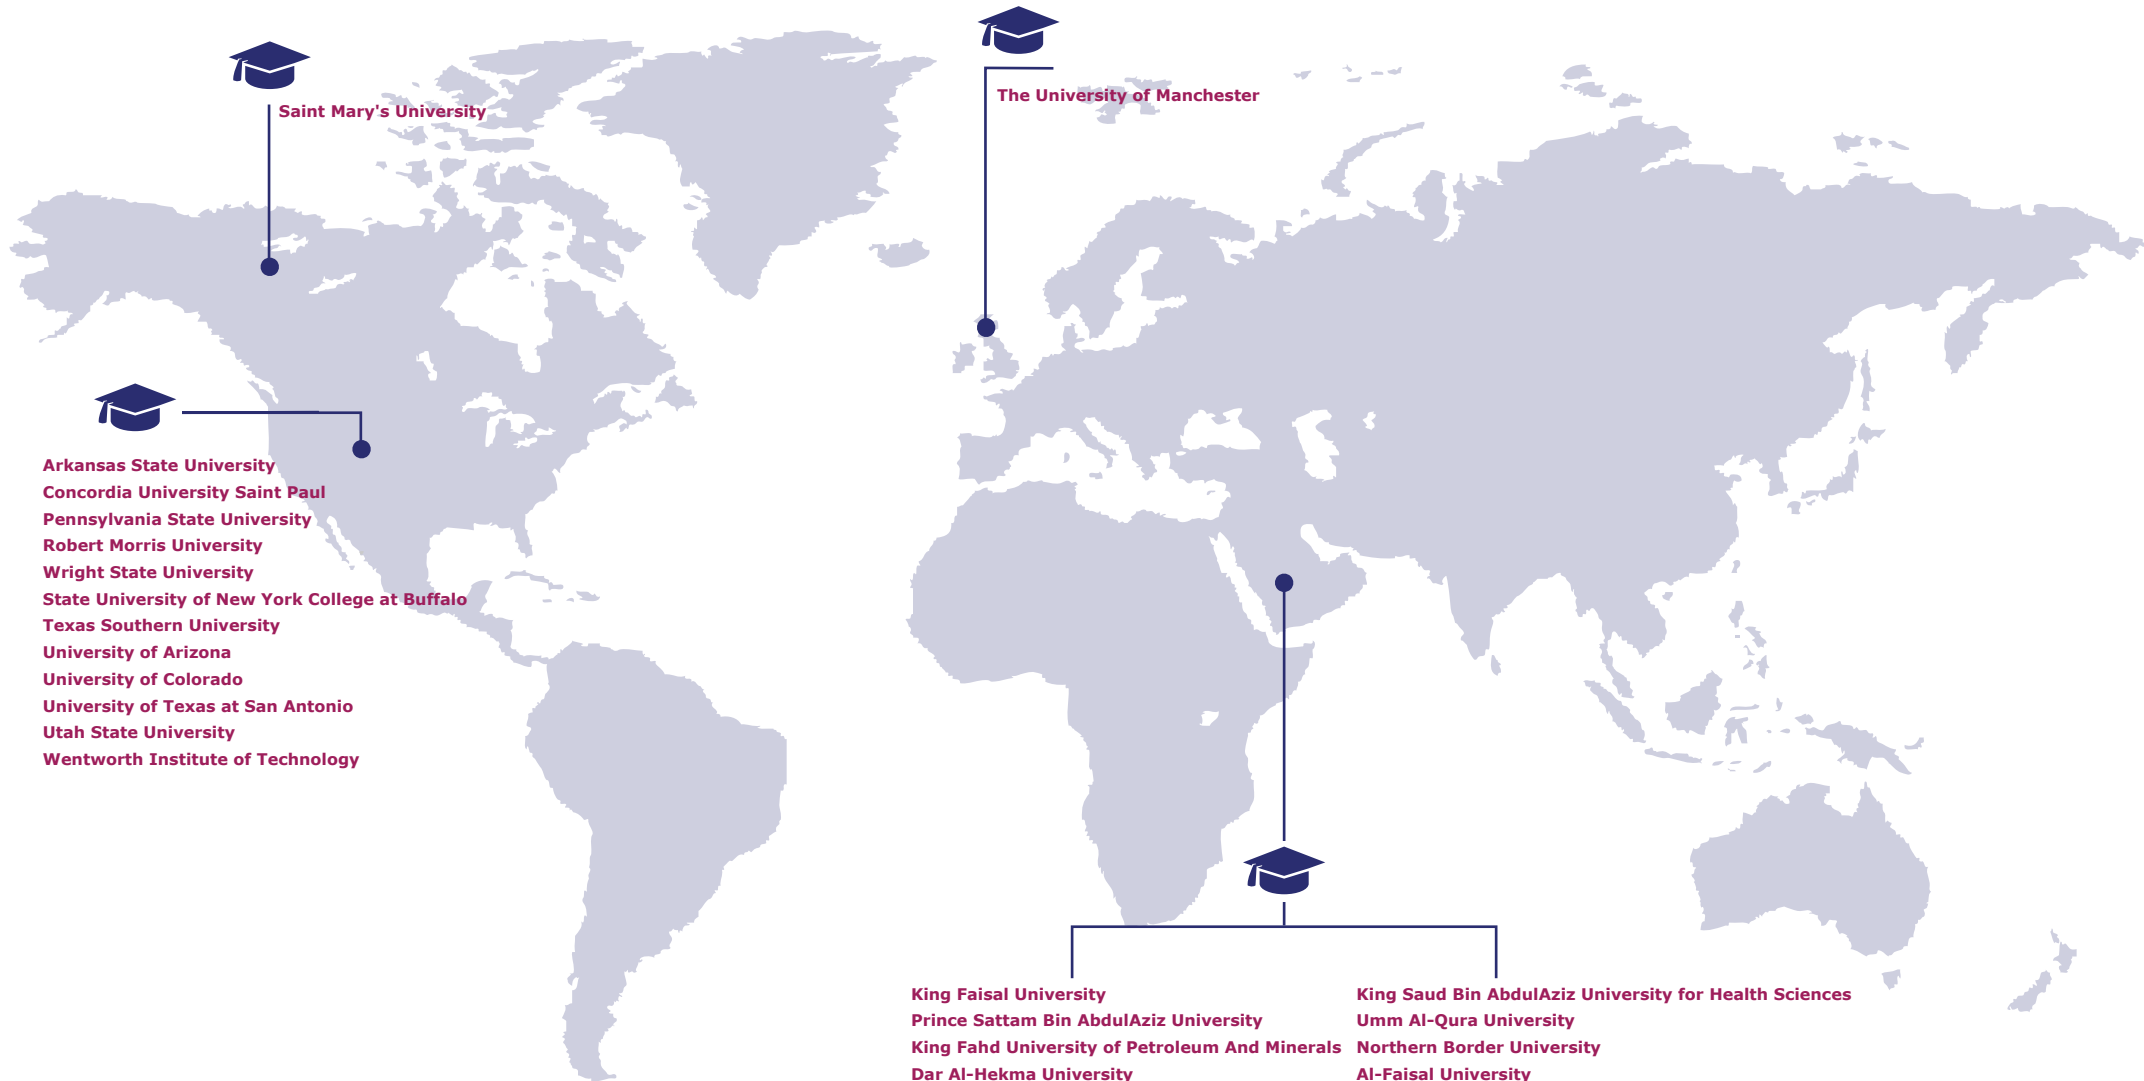 Saint Mary's University
The University of Manchester
Arkansas State University
Concordia University Saint Paul
Pennsylvania State University
Robert Morris University
Wright State University
State University of New York College at Buffalo
Texas Southern University
University of Arizona
University of Colorado
University of Texas at San Antonio
Utah State University
Wentworth Institute of Technology
King Faisal University
Prince Sattam Bin AbdulAziz University
King Fahd University of Petroleum And Minerals
Dar Al-Hekma University
King Saud Bin AbdulAziz University for Health Sciences
Umm Al-Qura University
Northern Border University
Al-Faisal University